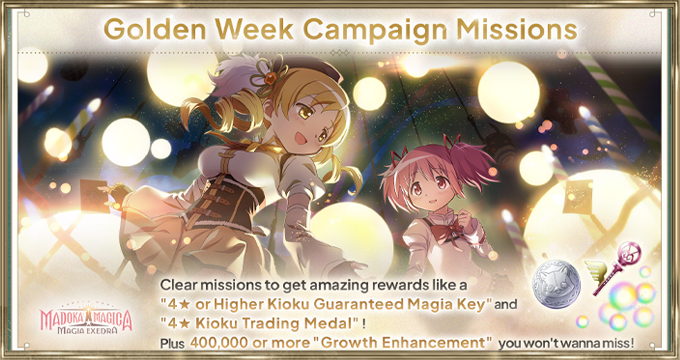 Golden Week Campaign Missions
Clear missions to get amazing rewards like a
"4★ or Higher Kioku Guaranteed Magia Key" and
"4★ Kioku Trading Medal" !
Plus 400,000 or more "Growth Enhancement" you won't wanna miss!
MADOKA MAGICA
MAGIA EXEDRA